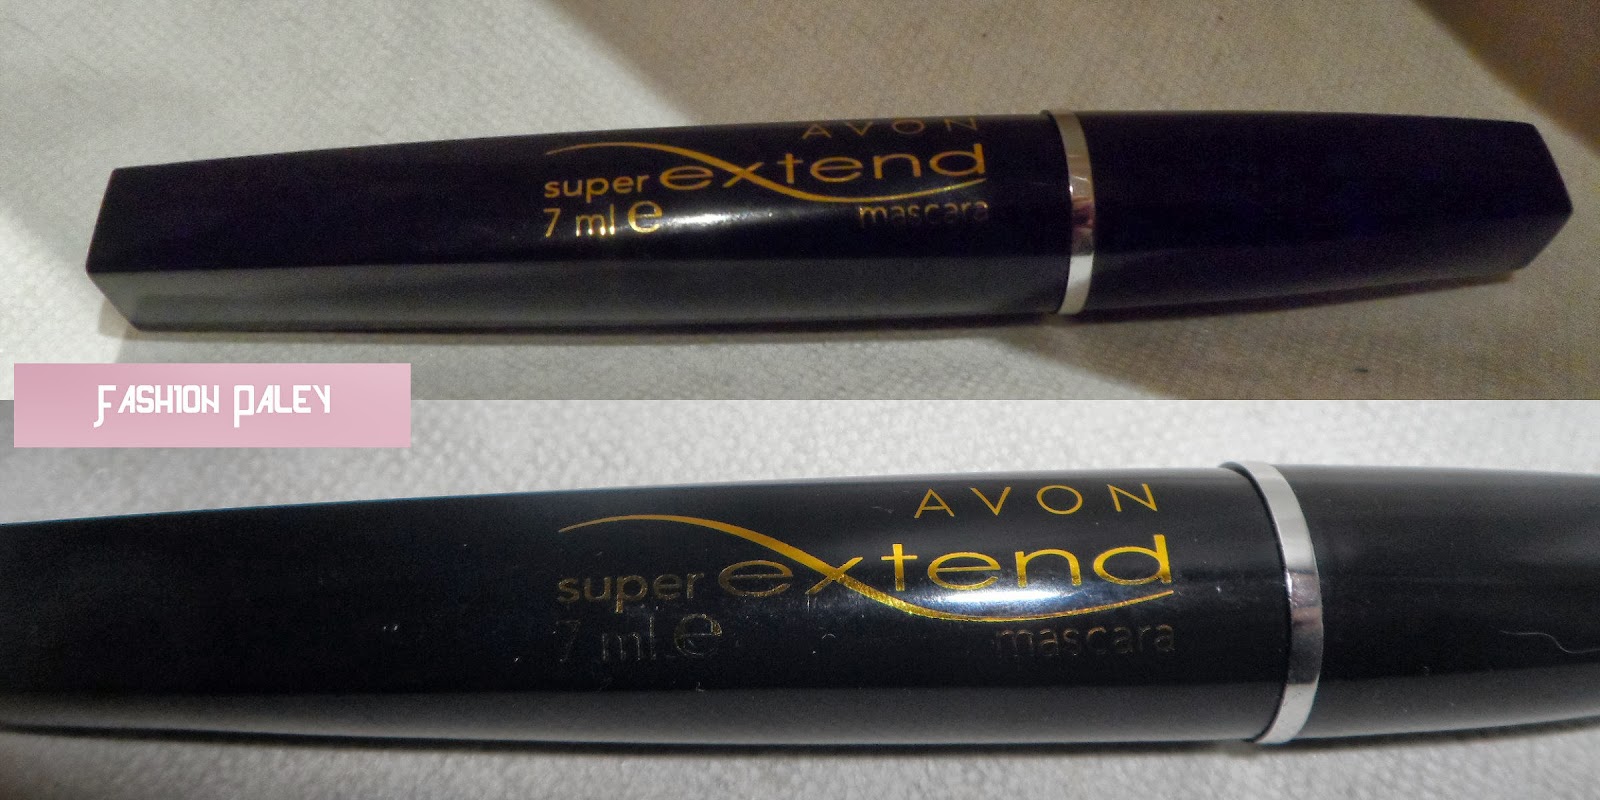 AVON
super extend
7 ml e mascara
FASHION PALEY
AVON
super extend
7 ml e mascara